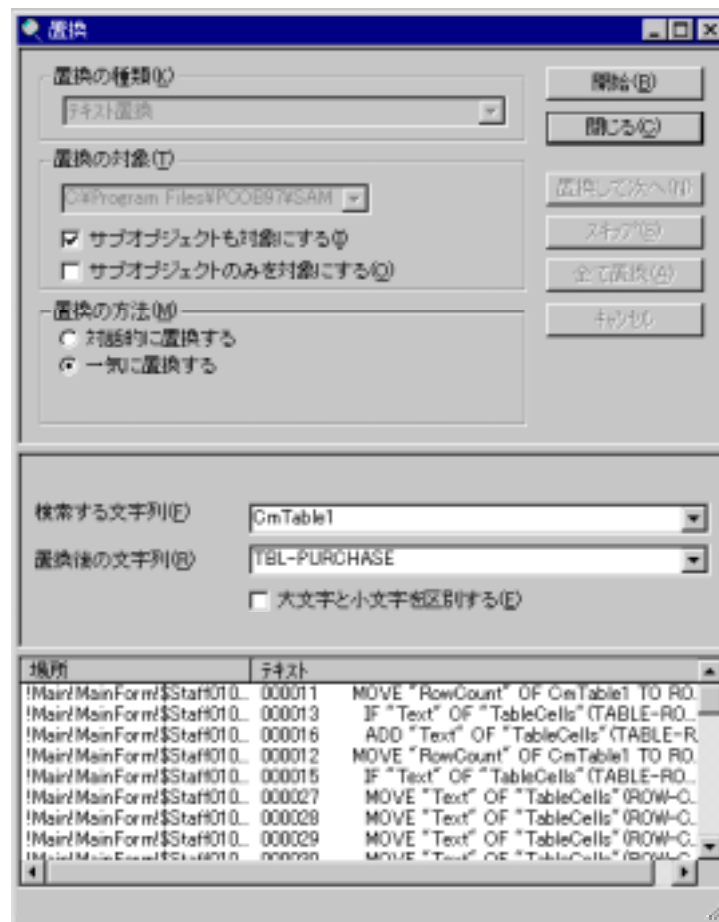 置換
置換の種類(K)
テキスト置換
開始(B)
閉じる(C)
置換の対象(T)
C:¥Program Files¥PCOB97¥SAM
置換して次へ(N)
サブオブジェクトも対象にする(I)
スキップ(S)
サブオブジェクトのみを対象にする(O)
全て置換(A)
置換の方法(M)
キャンセル
対話的に置換する
一気に置換する
検索する文字列(F)
CmTable1
置換後の文字列(R)
TBL-PURCHASE
大文字と小文字を区別する(E)
場所 テキスト
!Main!MainForm!$Staff010... 000011 MOVE "RowCount" OF CmTable1 TO RO...
!Main!MainForm!$Staff010... 000013 IF "Text" OF "TableCells" (TABLE-RO...
!Main!MainForm!$Staff010... 000016 ADD "Text" OF "TableCells" (TABLE-R...
!Main!MainForm!$Staff010... 000012 MOVE "RowCount" OF CmTable1 TO RO...
!Main!MainForm!$Staff010... 000015 IF "Text" OF "TableCells" (TABLE-RO...
!Main!MainForm!$Staff010... 000027 MOVE "Text" OF "TableCells" (ROW-C...
!Main!MainForm!$Staff010... 000028 MOVE "Text" OF "TableCells" (ROW-C...
!Main!MainForm!$Staff010... 000029 MOVE "Text" OF "TableCells" (ROW-C...
!Main!MainForm!$Staff010... 000030 MOVE "Text" OF "TableCells" (ROW-C...